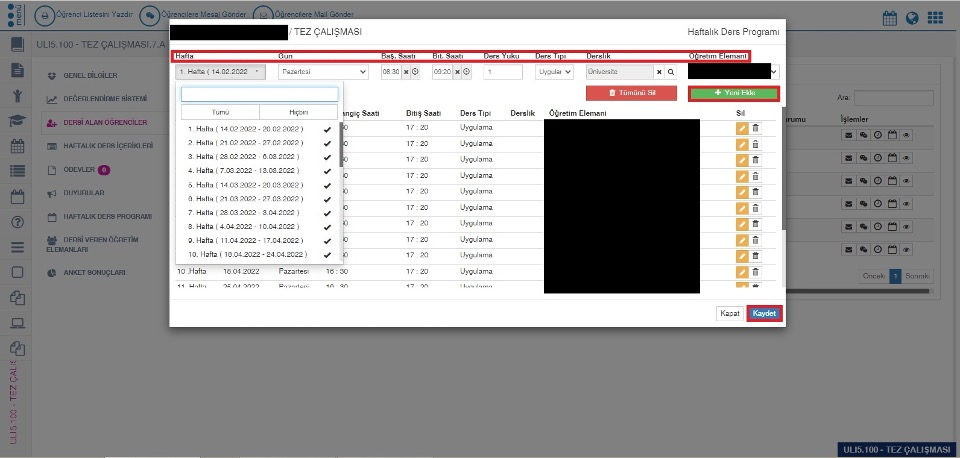 menü
Öğrenci Listesini Yazdır
Öğrencilere Mesaj Gönder
Öğrencilere Mail Gönder
/ TEZ ÇALIŞMASI
Haftalık Ders Programı
ULI5.100 - TEZ ÇALIŞMASI.7.A
Hafta
Gün
Baş. Saati
Bit. Saati
Ders Yuku
Ders Tipi
Derslik
Öğretim Elemanı
1. Hafta ( 14.02.2022
Pazartesi
08:30
09:20
1
Uygular
Üniversite
GENEL BİLGİLER
Tümünü Sil
Yeni Ekle
DEĞERLENDİRME SİSTEMİ
Ara:
Tümü
Hiçbiri
angıç Saati
Bitiş Saati
Ders Tipi
Derslik
Öğretim Elemanı
Sil
urumu
İşlemler
DERSİ ALAN ÖĞRENCİLER
1. Hafta ( 14.02.2022 - 20.02.2022 )
30
17 : 20
Uygulama
2. Hafta ( 21.02.2022 - 27.02.2022 )
17 : 20
Uygulama
HAFTALIK DERS İÇERİKLERİ
3. Hafta ( 28.02.2022 - 6.03.2022 )
17 : 20
Uygulama
ÖDEVLER
0
4. Hafta ( 7.03.2022 - 13.03.2022 )
17 : 20
Uygulama
5. Hafta ( 14.03.2022 - 20.03.2022 )
17 : 20
Uygulama
DUYURULAR
6. Hafta ( 21.03.2022 - 27.03.2022 )
17 : 20
Uygulama
7. Hafta ( 28.03.2022 - 3.04.2022 )
17 : 20
Uygulama
HAFTALIK DERS PROGRAMI
8. Hafta ( 4.04.2022 - 10.04.2022 )
17 : 20
Uygulama
9. Hafta ( 11.04.2022 - 17.04.2022 )
17 : 20
Uygulama
DERSİ VEREN ÖĞRETİM
ELEMANLARI
10. Hafta ( 18.04.2022 - 24.04.2022 )
17 : 20
Uygulama
10 .Hafta
18.04.2022
Pazartesi
16 : 30
17 : 20
Uygulama
ANKET SONUÇLARI
Önceki
1
Sonraki
11 .Hafta
25.04.2022
Pazartesi
16 : 30
17 : 20
Uygulama
Kapat
Kaydet
ULI5.100 - TEZ ÇALIŞ
ULI5.100 - TEZ ÇALIŞMASI